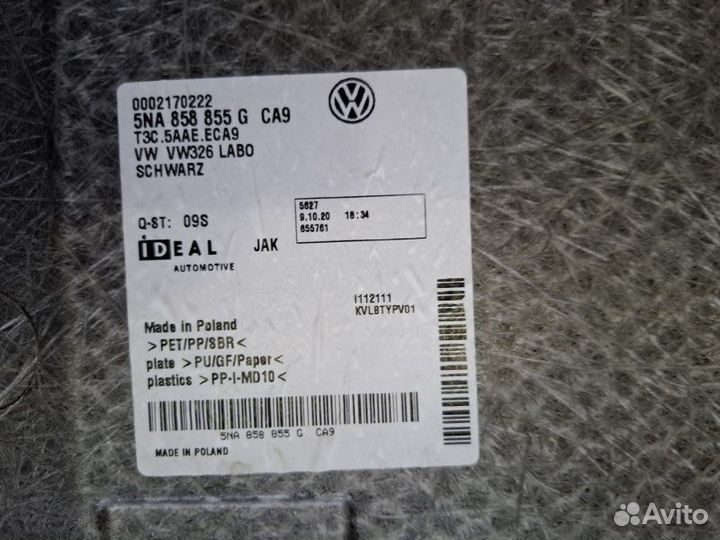 0002170222
5NA 858 855 G CA9
T3C.5AAE.ECA9
VW VW326 LABO
SCHWARZ
Q-ST: 09S
5627
9.10.20 18:34
855761
iDEAL JAK
AUTOMOTIVE
I112111
KVLBTYPV01
Made in Poland
>PET/PP/SBR<
plate >PU/GF/Paper<
plastics >PP-I-MD10<
5NA 858 855 G CA9
MADE IN POLAND
Avito